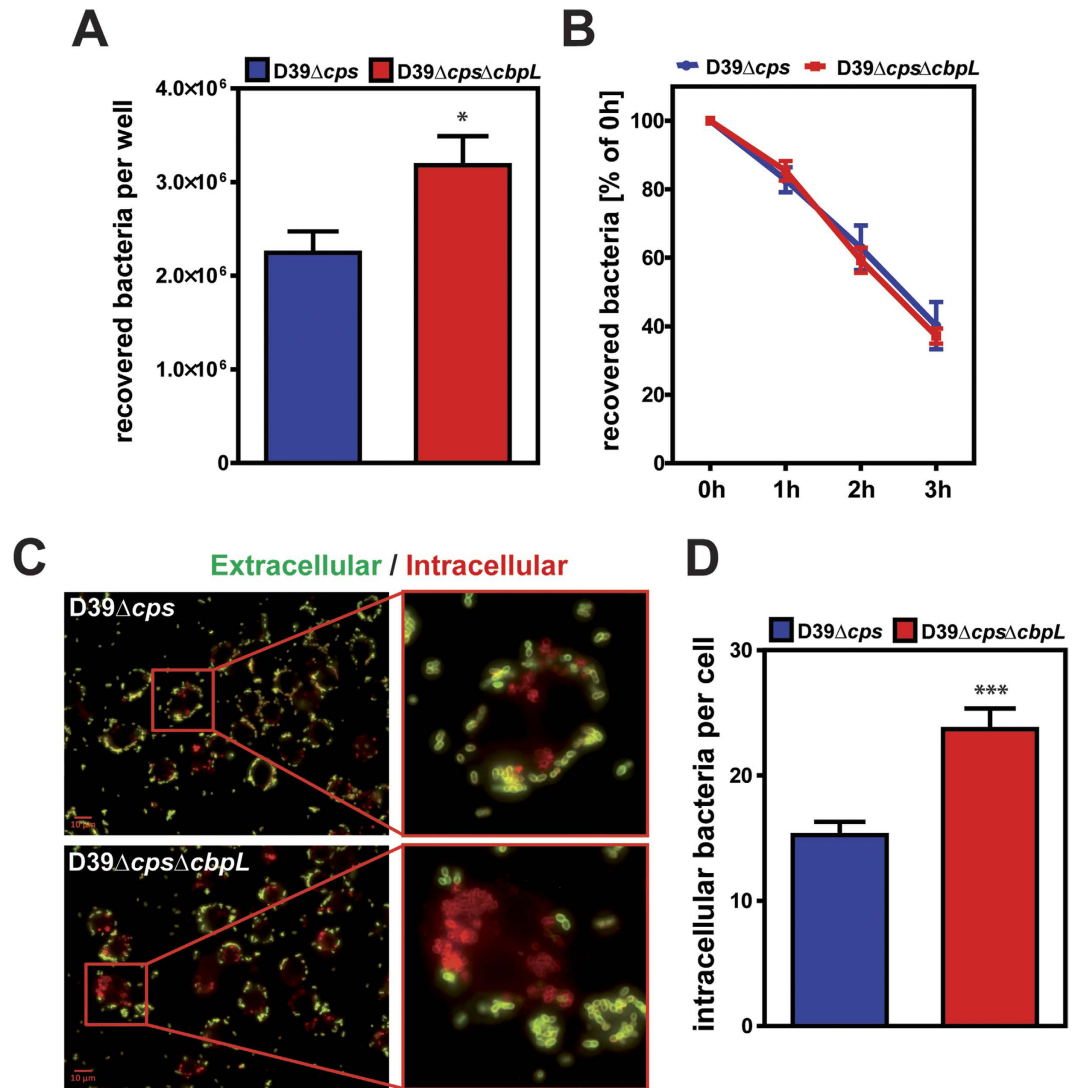 A
D39Δcps D39ΔcpsΔcbpL
recovered bacteria per well
4.0×10⁶
3.0×10⁶
2.0×10⁶
1.0×10⁶
0
*
B
D39Δcps D39ΔcpsΔcbpL
recovered bacteria [% of 0h]
100
80
60
40
20
0
0h 1h 2h 3h
C
Extracellular / Intracellular
D39Δcps
10 µm
D39ΔcpsΔcbpL
10 µm
D
D39Δcps D39ΔcpsΔcbpL
intracellular bacteria per cell
30
20
10
0
***